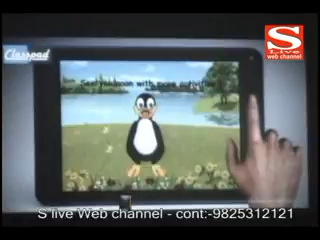 Classpad
S
Live
web channel
S live Web channel - cont:-9825312121